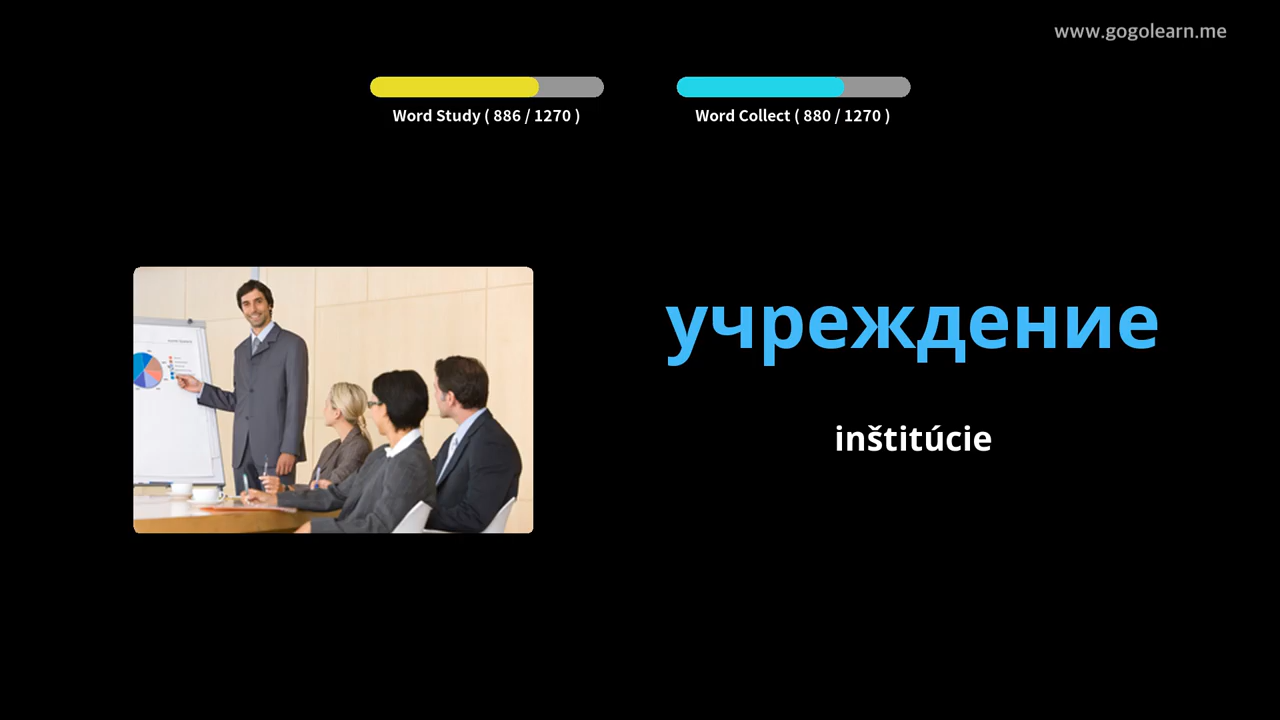 www.gogolearn.me
Word Study ( 886 / 1270 )
Word Collect ( 880 / 1270 )
учреждение
inštitúcie